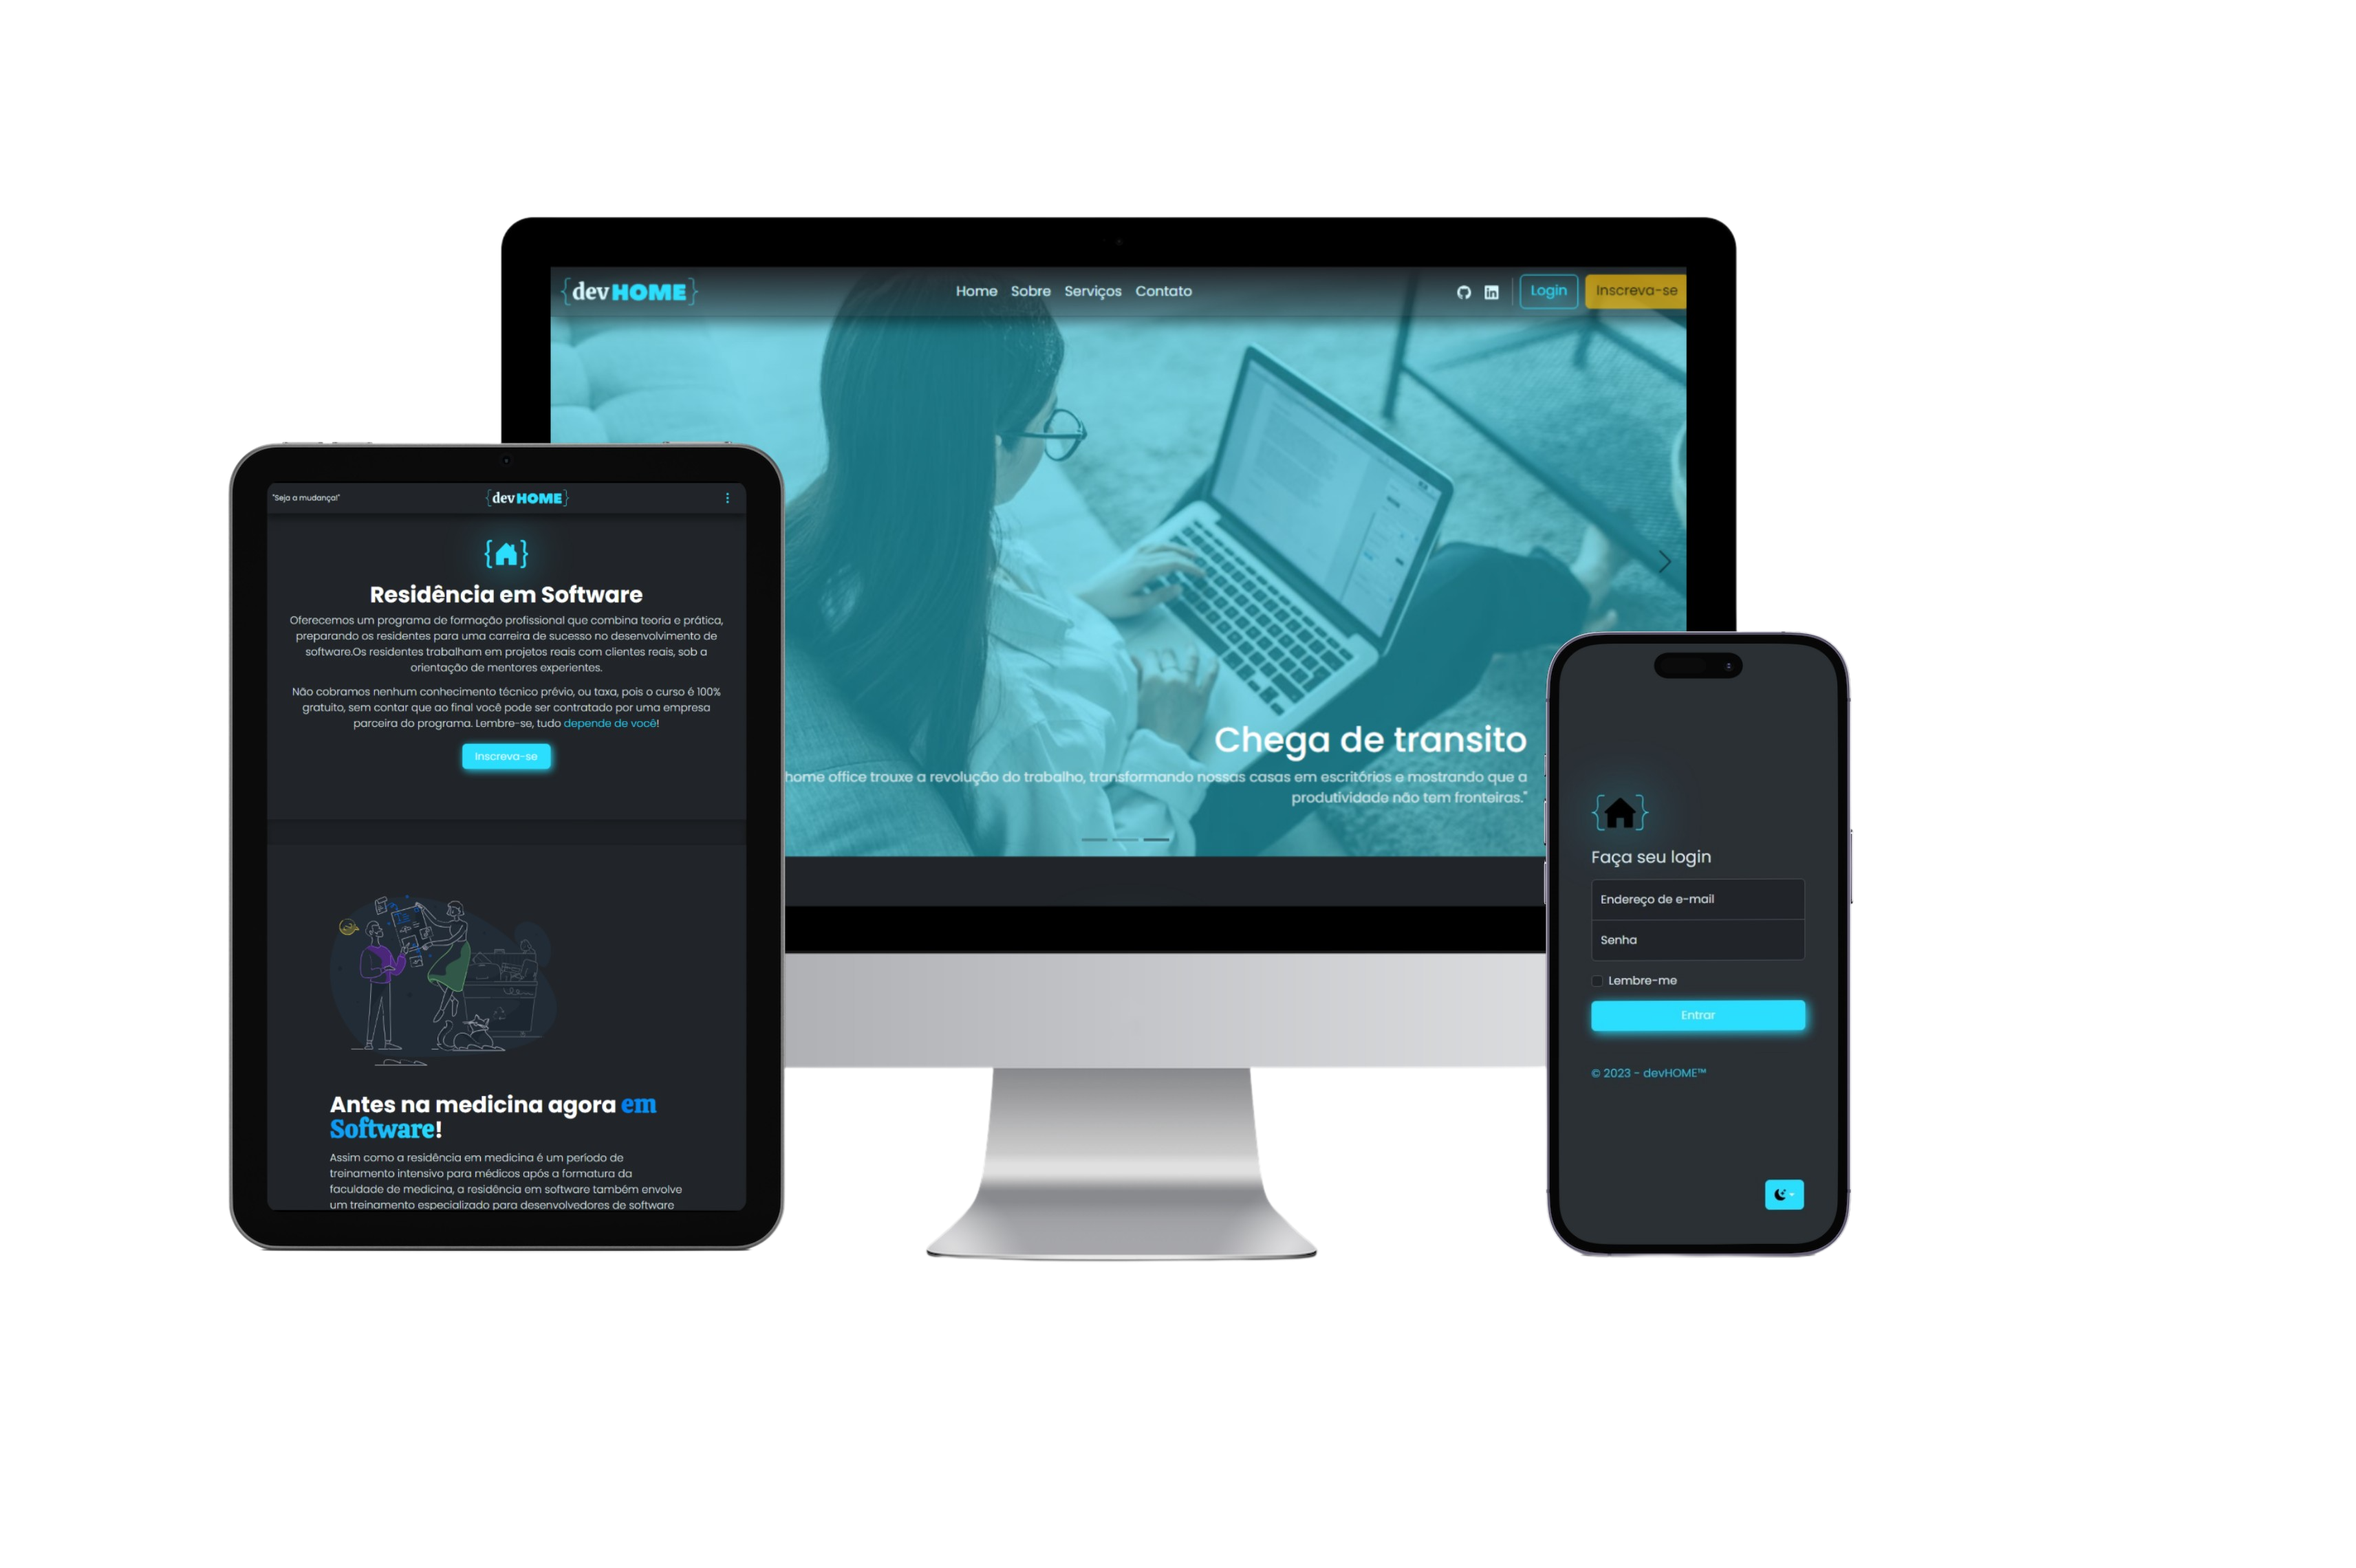 {devHOME}
Home Sobre Serviços Contato
Login
Inscreva-se
Chega de transito
home office trouxe a revolução do trabalho, transformando nossas casas em escritórios e mostrando que a
produtividade não tem fronteiras."
"Seja a mudança!"
{devHOME}
Residência em Software
Oferecemos um programa de formação profissional que combina teoria e prática,
preparando os residentes para uma carreira de sucesso no desenvolvimento de
software.Os residentes trabalham em projetos reais com clientes reais, sob a
orientação de mentores experientes.
Não cobramos nenhum conhecimento técnico prévio, ou taxa, pois o curso é 100%
gratuito, sem contar que ao final você pode ser contratado por uma empresa
parceira do programa. Lembre-se, tudo depende de você!
Inscreva-se
Antes na medicina agora em
Software!
Assim como a residência em medicina é um período de
treinamento intensivo para médicos após a formatura da
faculdade de medicina, a residência em software também envolve
um treinamento especializado para desenvolvedores de software
Faça seu login
Endereço de e-mail
Senha
Lembre-me
Entrar
© 2023 - devHOME™